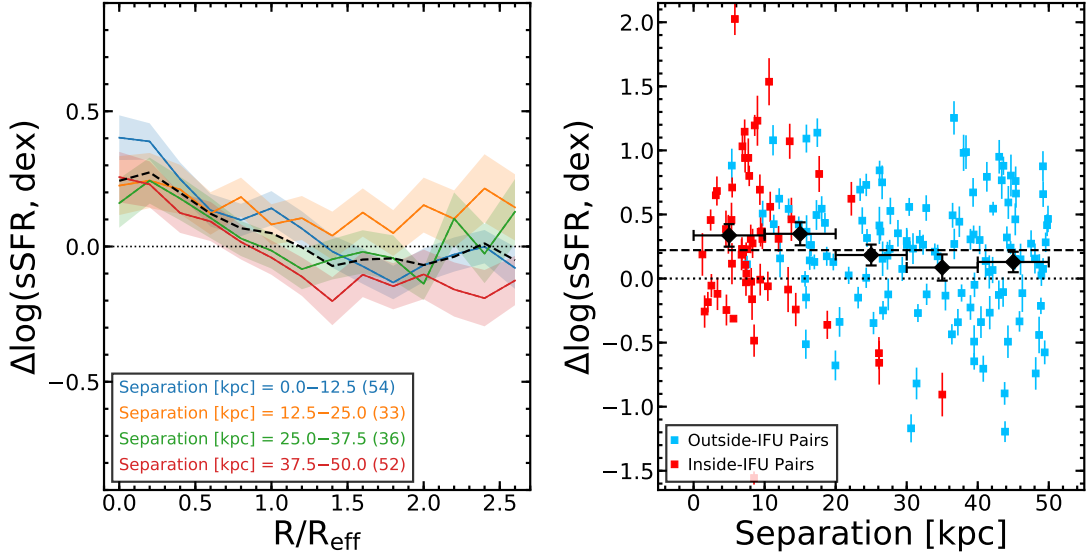 Δlog(sSFR, dex)
0.5
0.0
−0.5
Separation [kpc] = 0.0−12.5 (54)
Separation [kpc] = 12.5−25.0 (33)
Separation [kpc] = 25.0−37.5 (36)
Separation [kpc] = 37.5−50.0 (52)
0.0 0.5 1.0 1.5 2.0 2.5
R/Reff
Δlog(sSFR, dex)
2.0
1.5
1.0
0.5
0.0
−0.5
−1.0
−1.5
Outside-IFU Pairs
Inside-IFU Pairs
0 10 20 30 40 50
Separation [kpc]